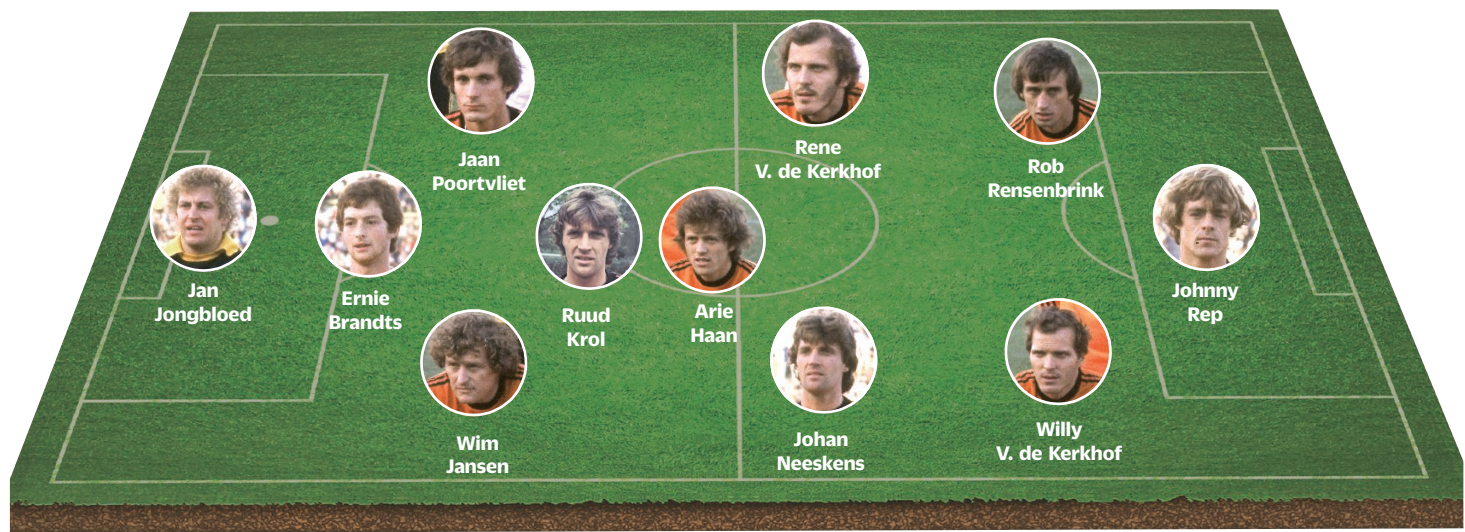 Jaan
Poortvliet
Rene
V. de Kerkhof
Rob
Rensenbrink
Jan
Jongbloed
Ernie
Brandts
Ruud
Krol
Arie
Haan
Johnny
Rep
Wim
Jansen
Johan
Neeskens
Willy
V. de Kerkhof